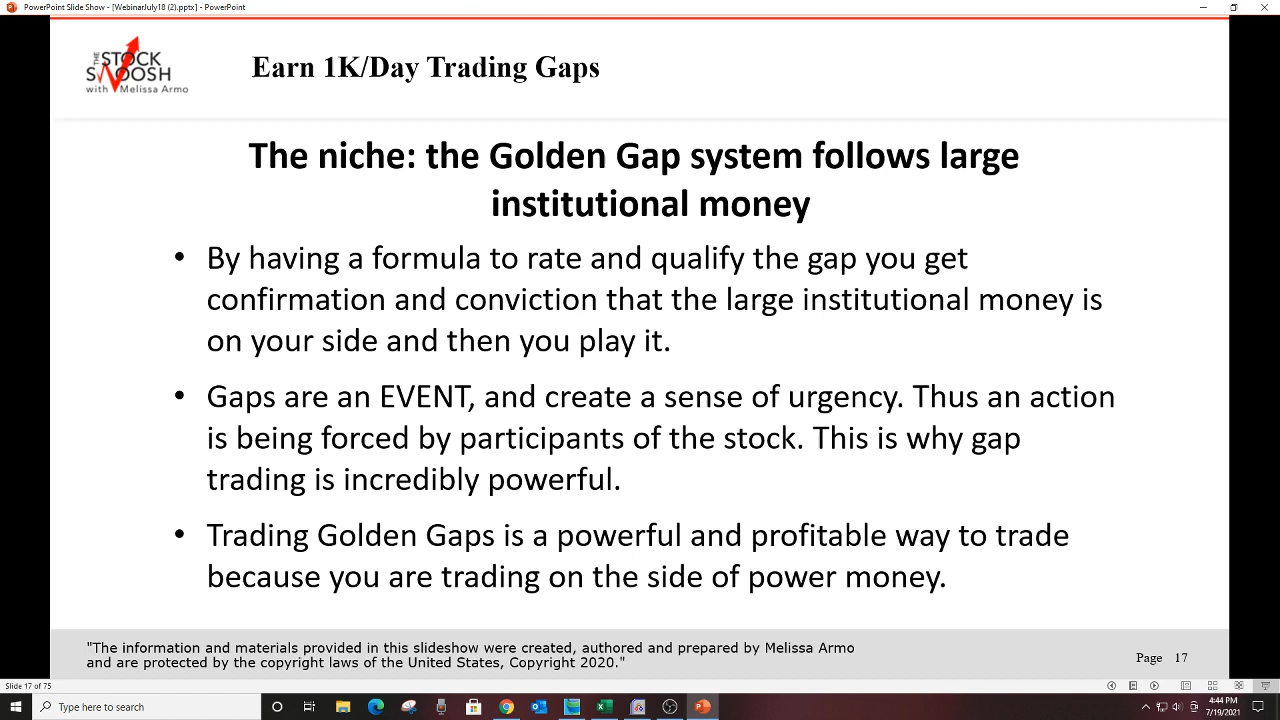 PowerPoint Slide Show - [WebinarJuly18 (2).pptx] - PowerPoint
THE
STOCK
SWOOSH
with Melissa Armo
Earn 1K/Day Trading Gaps
The niche: the Golden Gap system follows large
institutional money
• By having a formula to rate and qualify the gap you get
confirmation and conviction that the large institutional money is
on your side and then you play it.
• Gaps are an EVENT, and create a sense of urgency. Thus an action
is being forced by participants of the stock. This is why gap
trading is incredibly powerful.
• Trading Golden Gaps is a powerful and profitable way to trade
because you are trading on the side of power money.
"The information and materials provided in this slideshow were created, authored and prepared by Melissa Armo
and are protected by the copyright laws of the United States, Copyright 2020."
Page 17
Slide 17 of 75
Type here to search
4:44 PM
7/19/2021